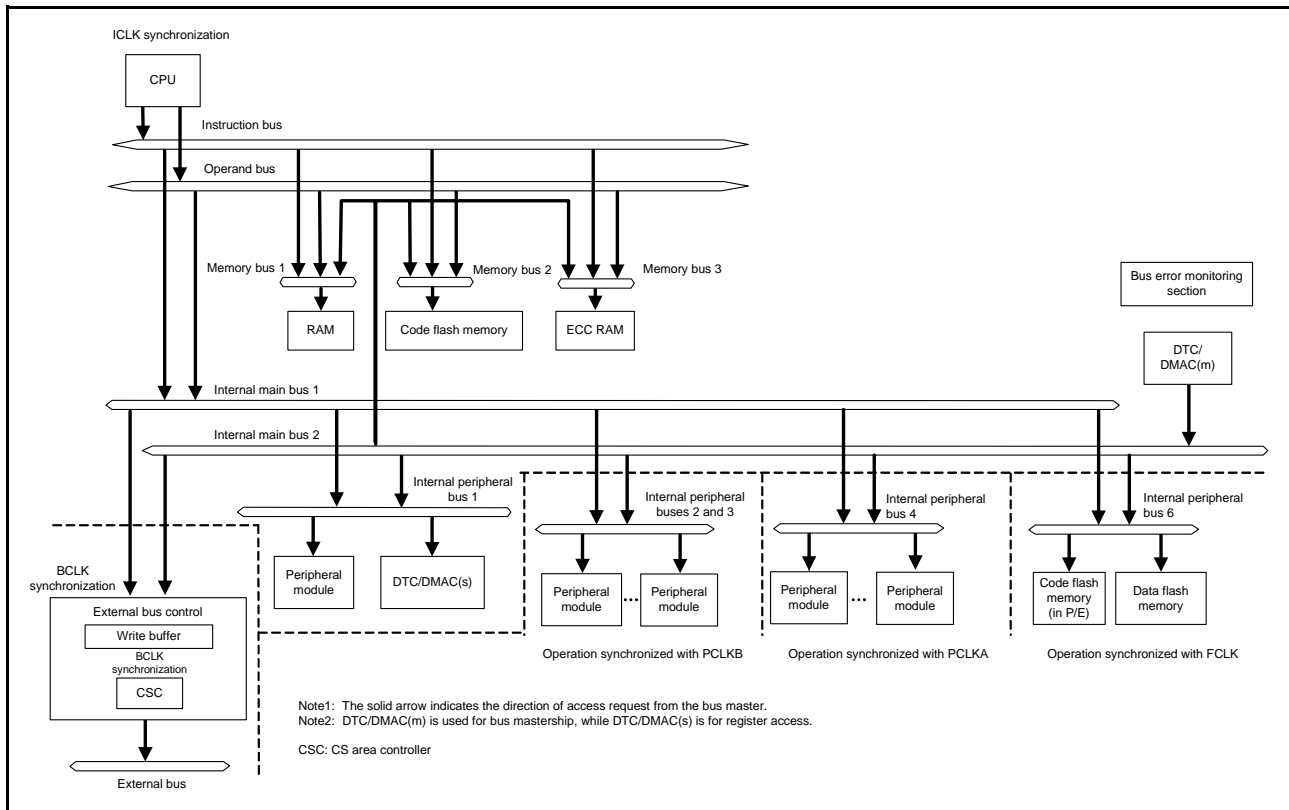 ICLK synchronization
CPU
Instruction bus
Operand bus
Memory bus 1
Memory bus 2
Memory bus 3
RAM
Code flash memory
ECC RAM
Bus error monitoring
section
DTC/
DMAC(m)
Internal main bus 1
Internal main bus 2
Internal peripheral
bus 1
Internal peripheral
buses 2 and 3
Internal peripheral
bus 4
Internal peripheral
bus 6
BCLK
synchronization
Peripheral
module
DTC/DMAC(s)
Peripheral
module
...
Peripheral
module
Peripheral
module
...
Peripheral
module
Code flash
memory
(in P/E)
Data flash
memory
External bus control
Write buffer
BCLK
synchronization
CSC
Operation synchronized with PCLKB
Operation synchronized with PCLKA
Operation synchronized with FCLK
Note1: The solid arrow indicates the direction of access request from the bus master.
Note2: DTC/DMAC(m) is used for bus mastership, while DTC/DMAC(s) is for register access.
CSC: CS area controller
External bus